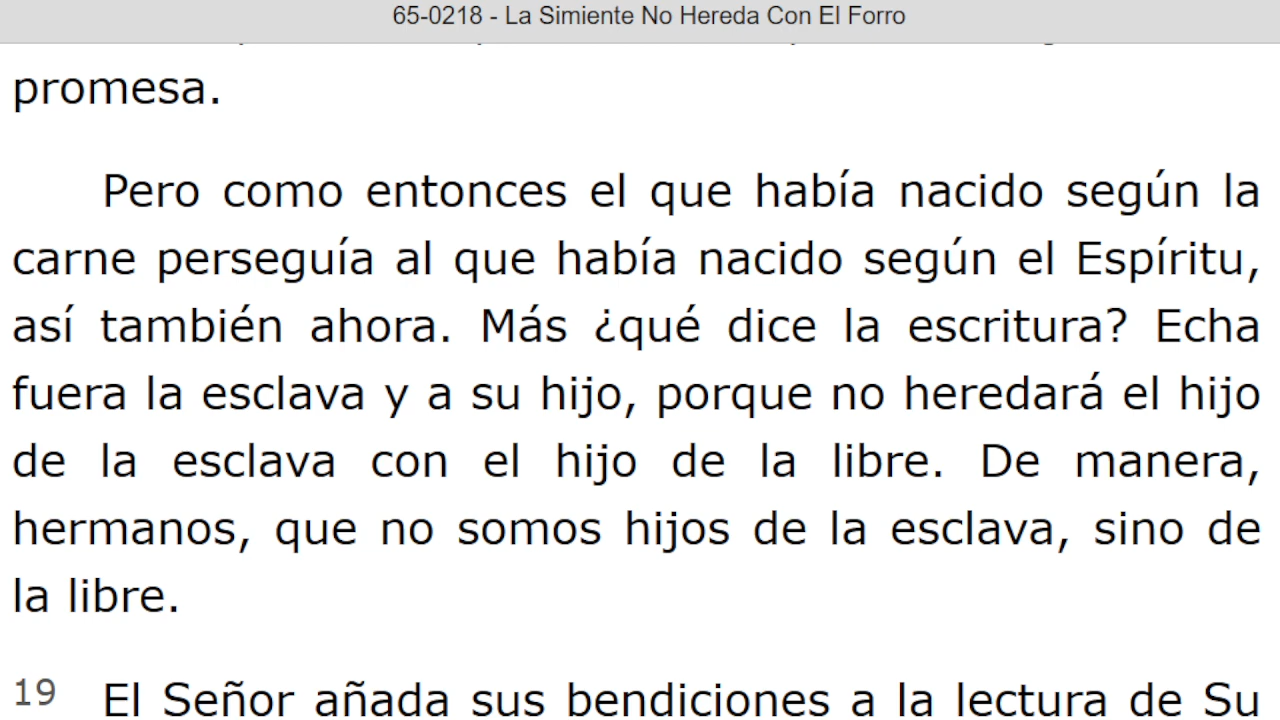 65-0218 - La Simiente No Hereda Con El Forro
promesa.
Pero como entonces el que había nacido según la
carne perseguía al que había nacido según el Espíritu,
así también ahora. Más ¿qué dice la escritura? Echa
fuera la esclava y a su hijo, porque no heredará el hijo
de la esclava con el hijo de la libre. De manera,
hermanos, que no somos hijos de la esclava, sino de
la libre.
19 El Señor añada sus bendiciones a la lectura de Su